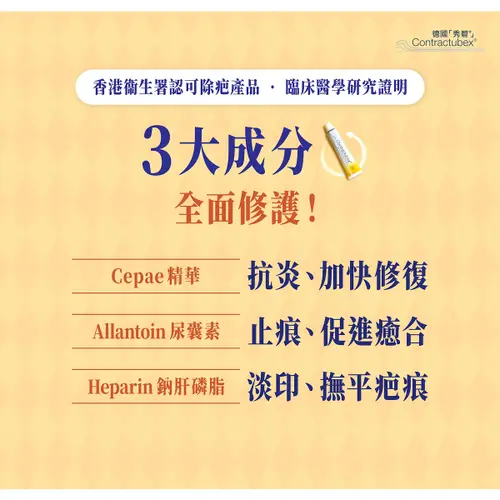 德國「秀碧」®
Contractubex®
香港衞生署認可除疤產品 · 臨床醫學研究證明
3大成分
全面修護！
Cepae 精華 抗炎、加快修復
Allantoin 尿囊素 止痕、促進癒合
Heparin 鈉肝磷脂 淡印、撫平疤痕